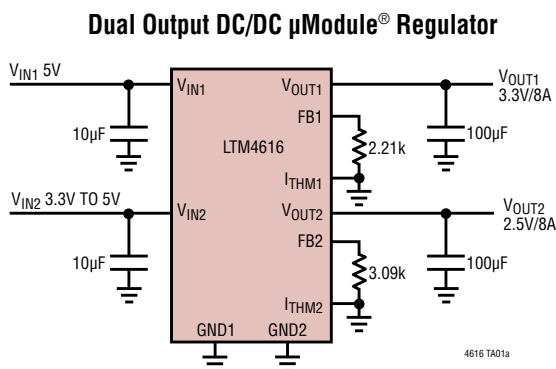 Dual Output DC/DC µModule® Regulator
VIN1 5V
VIN1
VOUT1
VOUT1
3.3V/8A
FB1
10µF
LTM4616
2.21k
100µF
ITHM1
VIN2 3.3V TO 5V
VIN2
VOUT2
VOUT2
2.5V/8A
FB2
10µF
3.09k
100µF
ITHM2
GND1
GND2
4616 TA01a